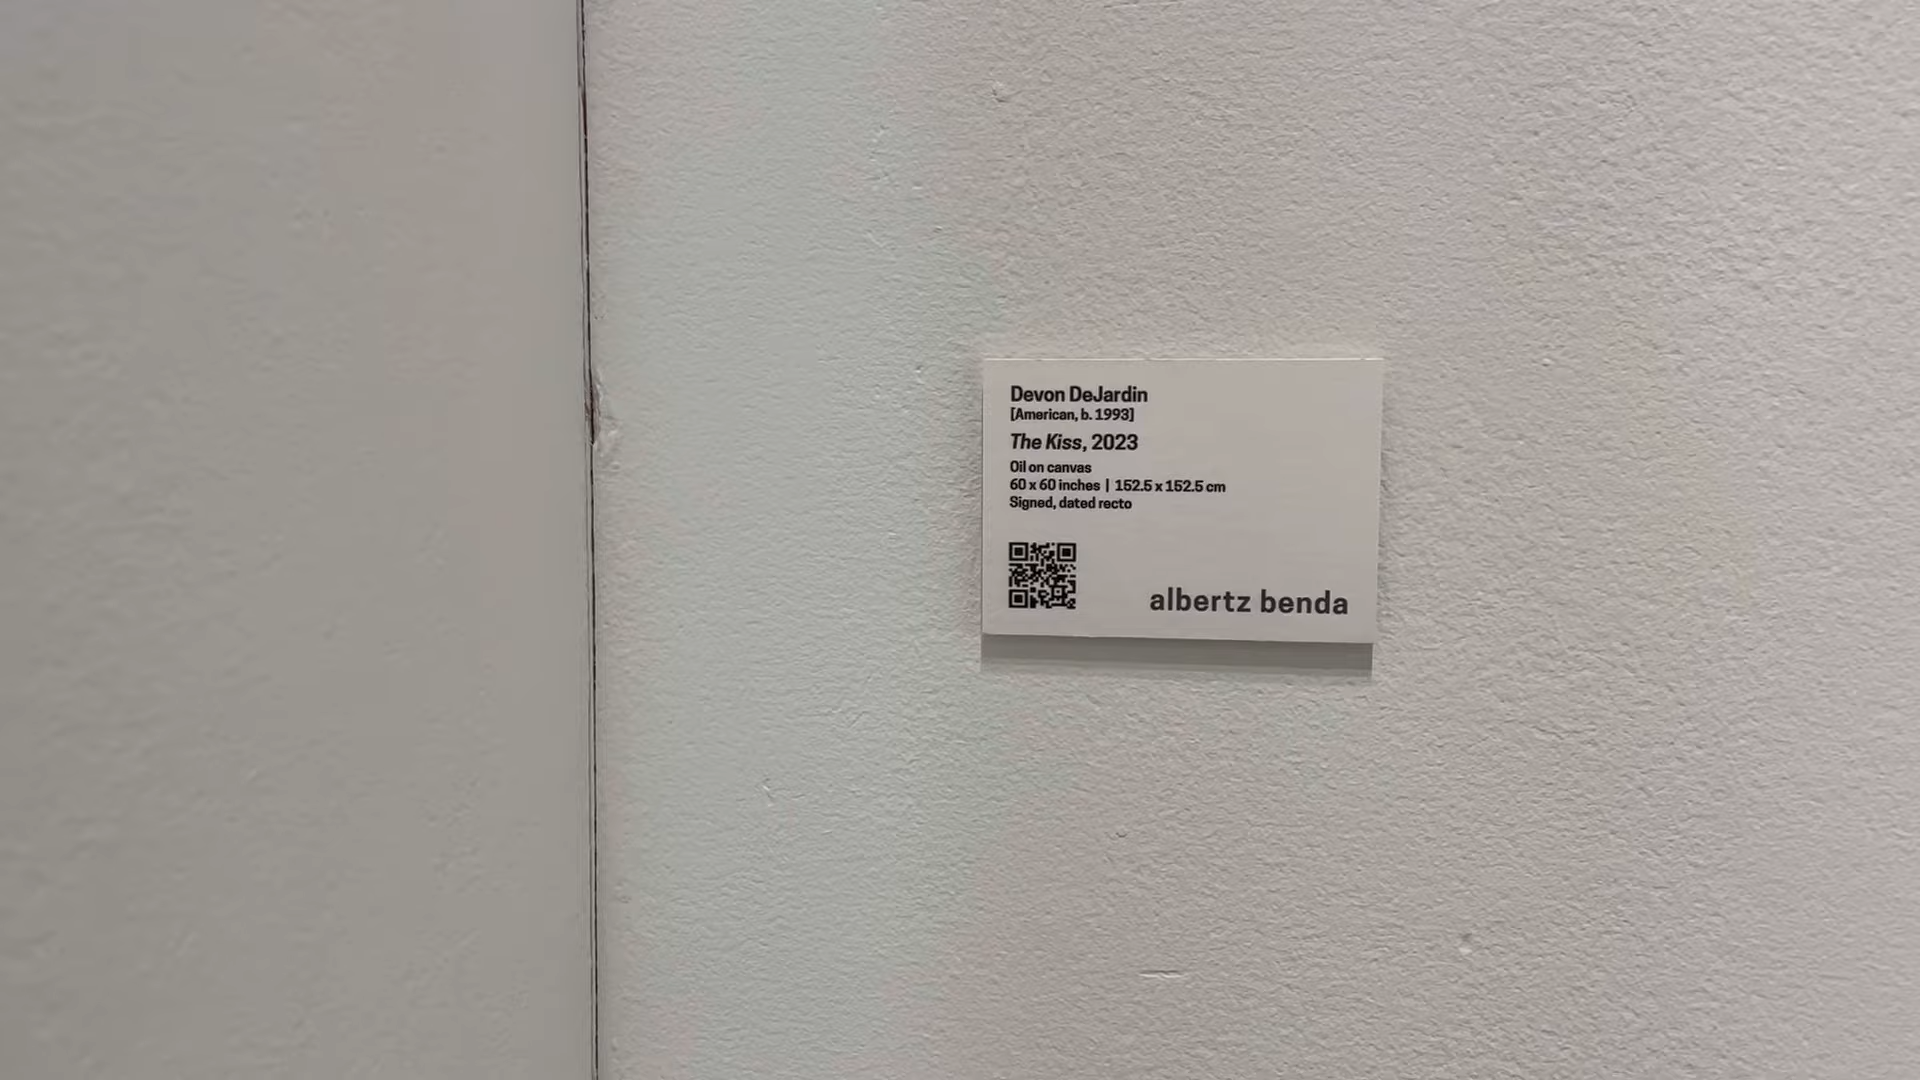 Devon DeJardin
[American, b. 1993]
The Kiss, 2023
Oil on canvas
60 x 60 inches | 152.5 x 152.5 cm
Signed, dated recto
albertz benda